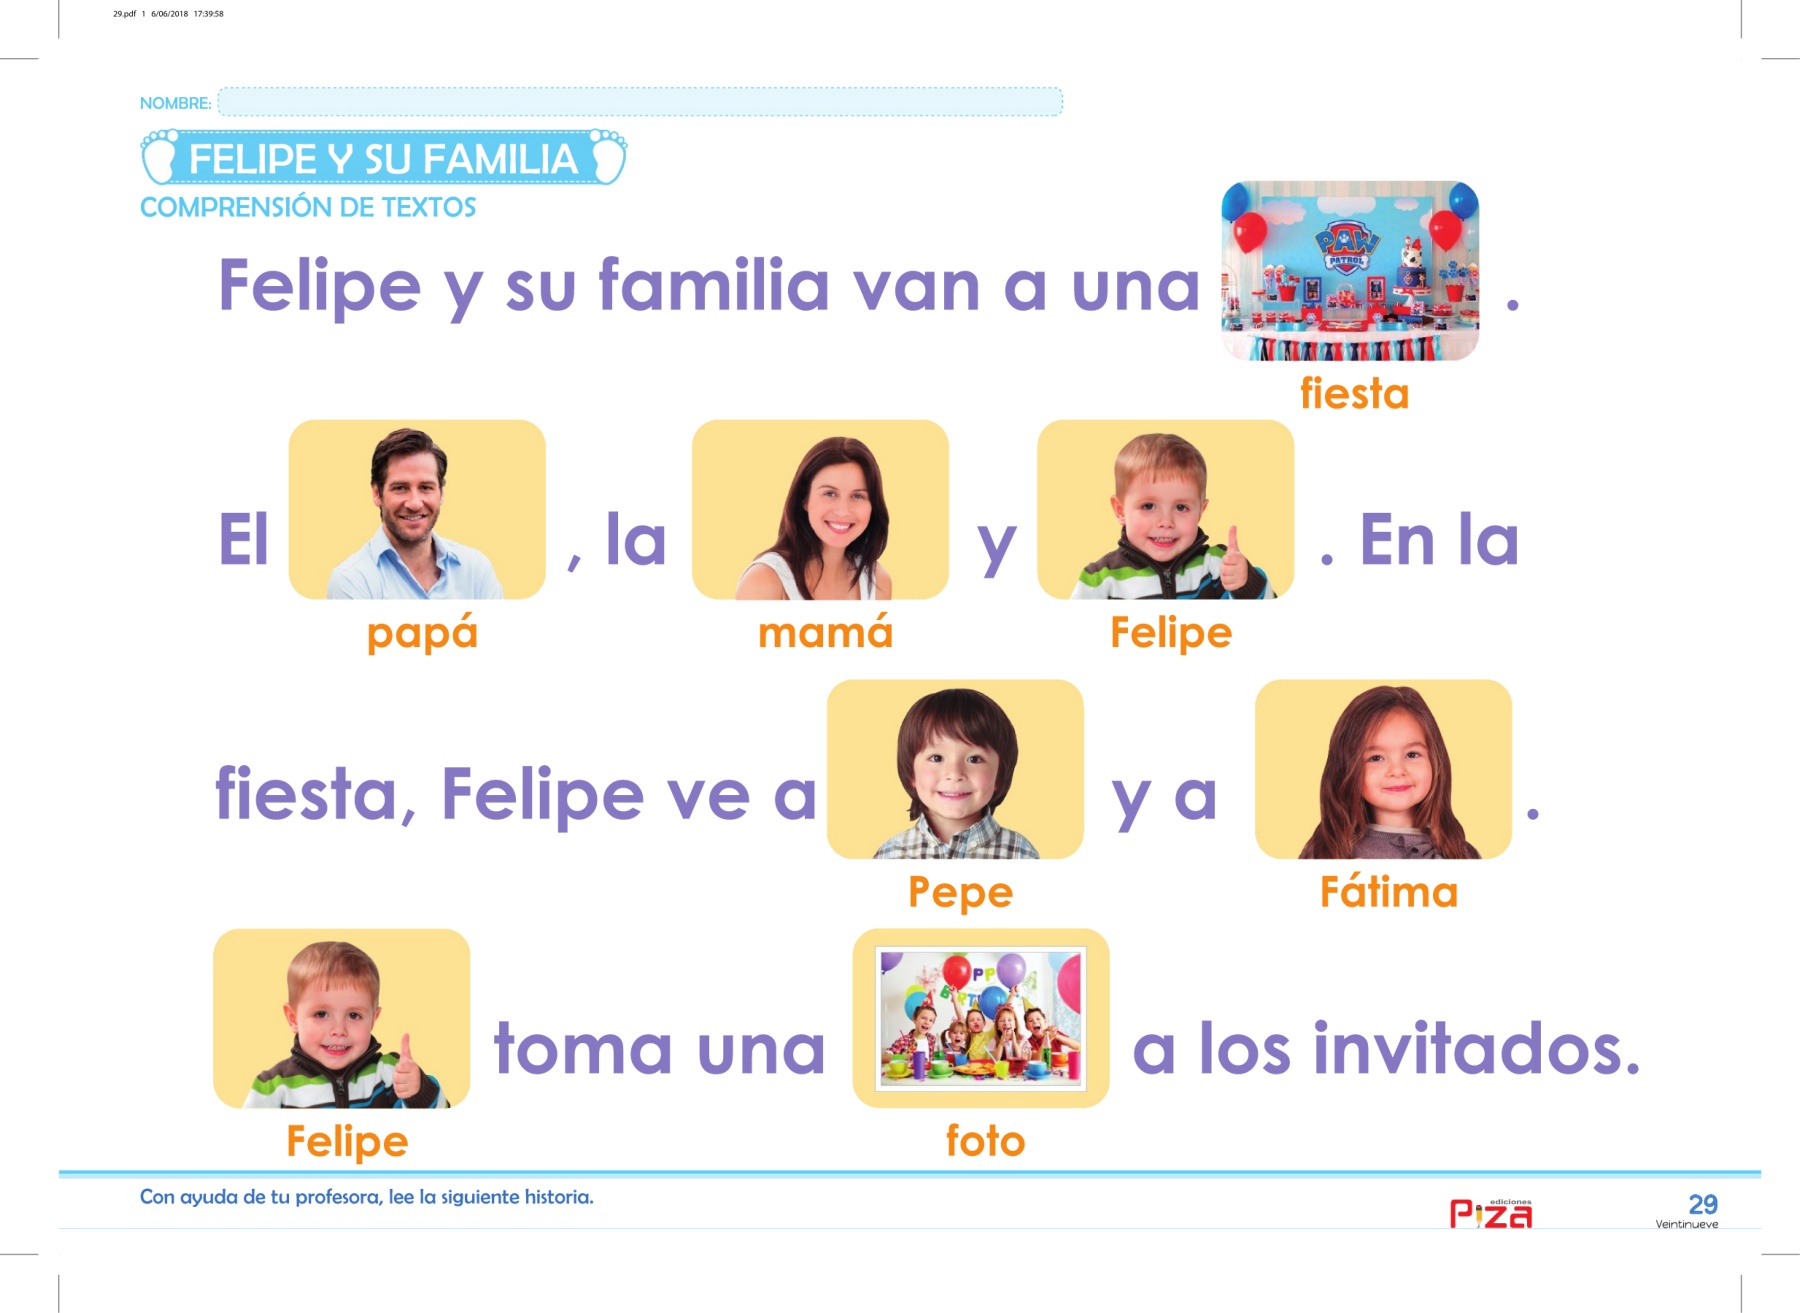 29.pdf 1 6/06/2018 17:39:58
NOMBRE:
FELIPE Y SU FAMILIA
COMPRENSIÓN DE TEXTOS
PAW
PATROL
Felipe y su familia van a una .
fiesta
El , la y . En la
papá mamá Felipe
fiesta, Felipe ve a y a .
Pepe Fátima
toma una a los invitados.
Felipe foto
Con ayuda de tu profesora, lee la siguiente historia.
ediciones
Piza
29
Veintinueve